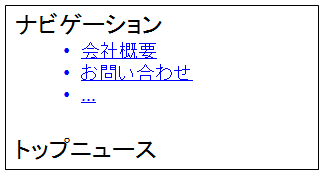 ナビゲーション
• 会社概要
• お問い合わせ
• ...
トップニュース